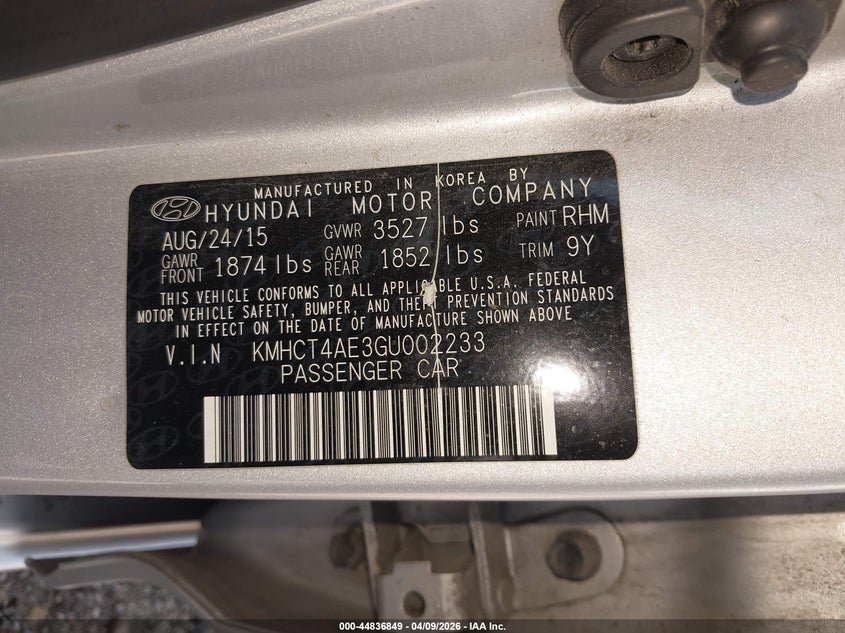 MANUFACTURED IN KOREA BY
HYUNDAI MOTOR COMPANY
AUG/24/15 GVWR 3527 lbs PAINT RHM
GAWR FRONT 1874 lbs GAWR REAR 1852 lbs TRIM 9Y
THIS VEHICLE CONFORMS TO ALL APPLICABLE U.S.A. FEDERAL
MOTOR VEHICLE SAFETY, BUMPER, AND THEFT PREVENTION STANDARDS
IN EFFECT ON THE DATE OF MANUFACTURE SHOWN ABOVE
V.I.N KMHCT4AE3GU002233
PASSENGER CAR
000-44836849 - 04/09/2026 - IAA Inc.